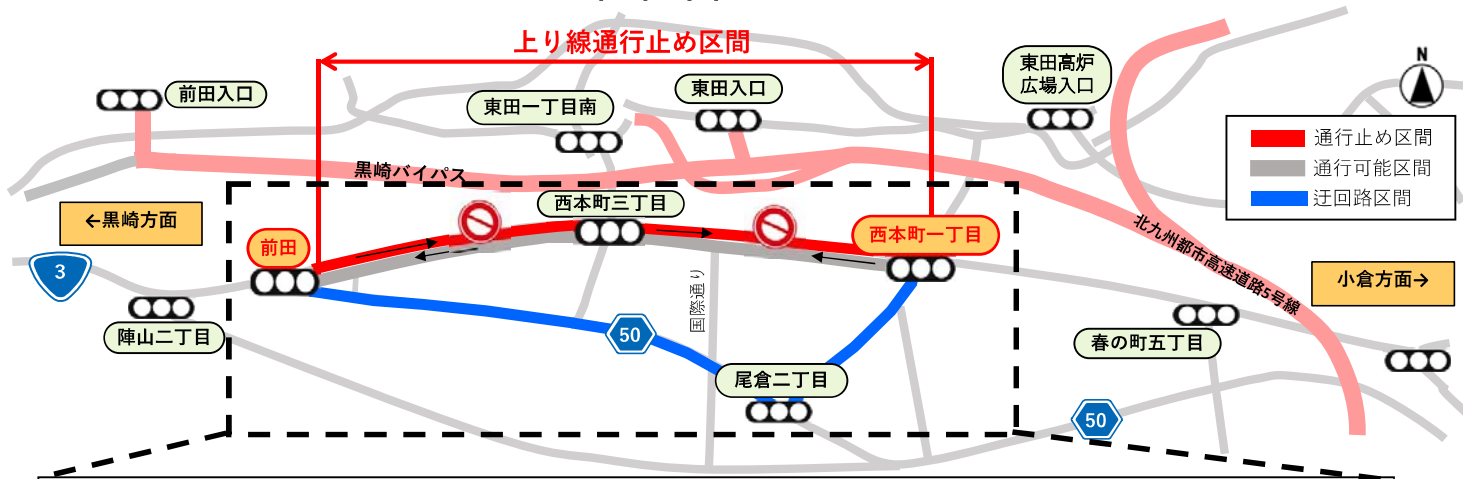 上り線通行止め区間
前田入口
東田一丁目南
東田入口
東田高炉
広場入口
N
通行止め区間
通行可能区間
迂回路区間
黒崎バイパス
←黒崎方面
西本町三丁目
前田
西本町一丁目
北九州都市高速道路5号線
小倉方面→
3
陣山二丁目
国際通り
50
春の町五丁目
尾倉二丁目
50